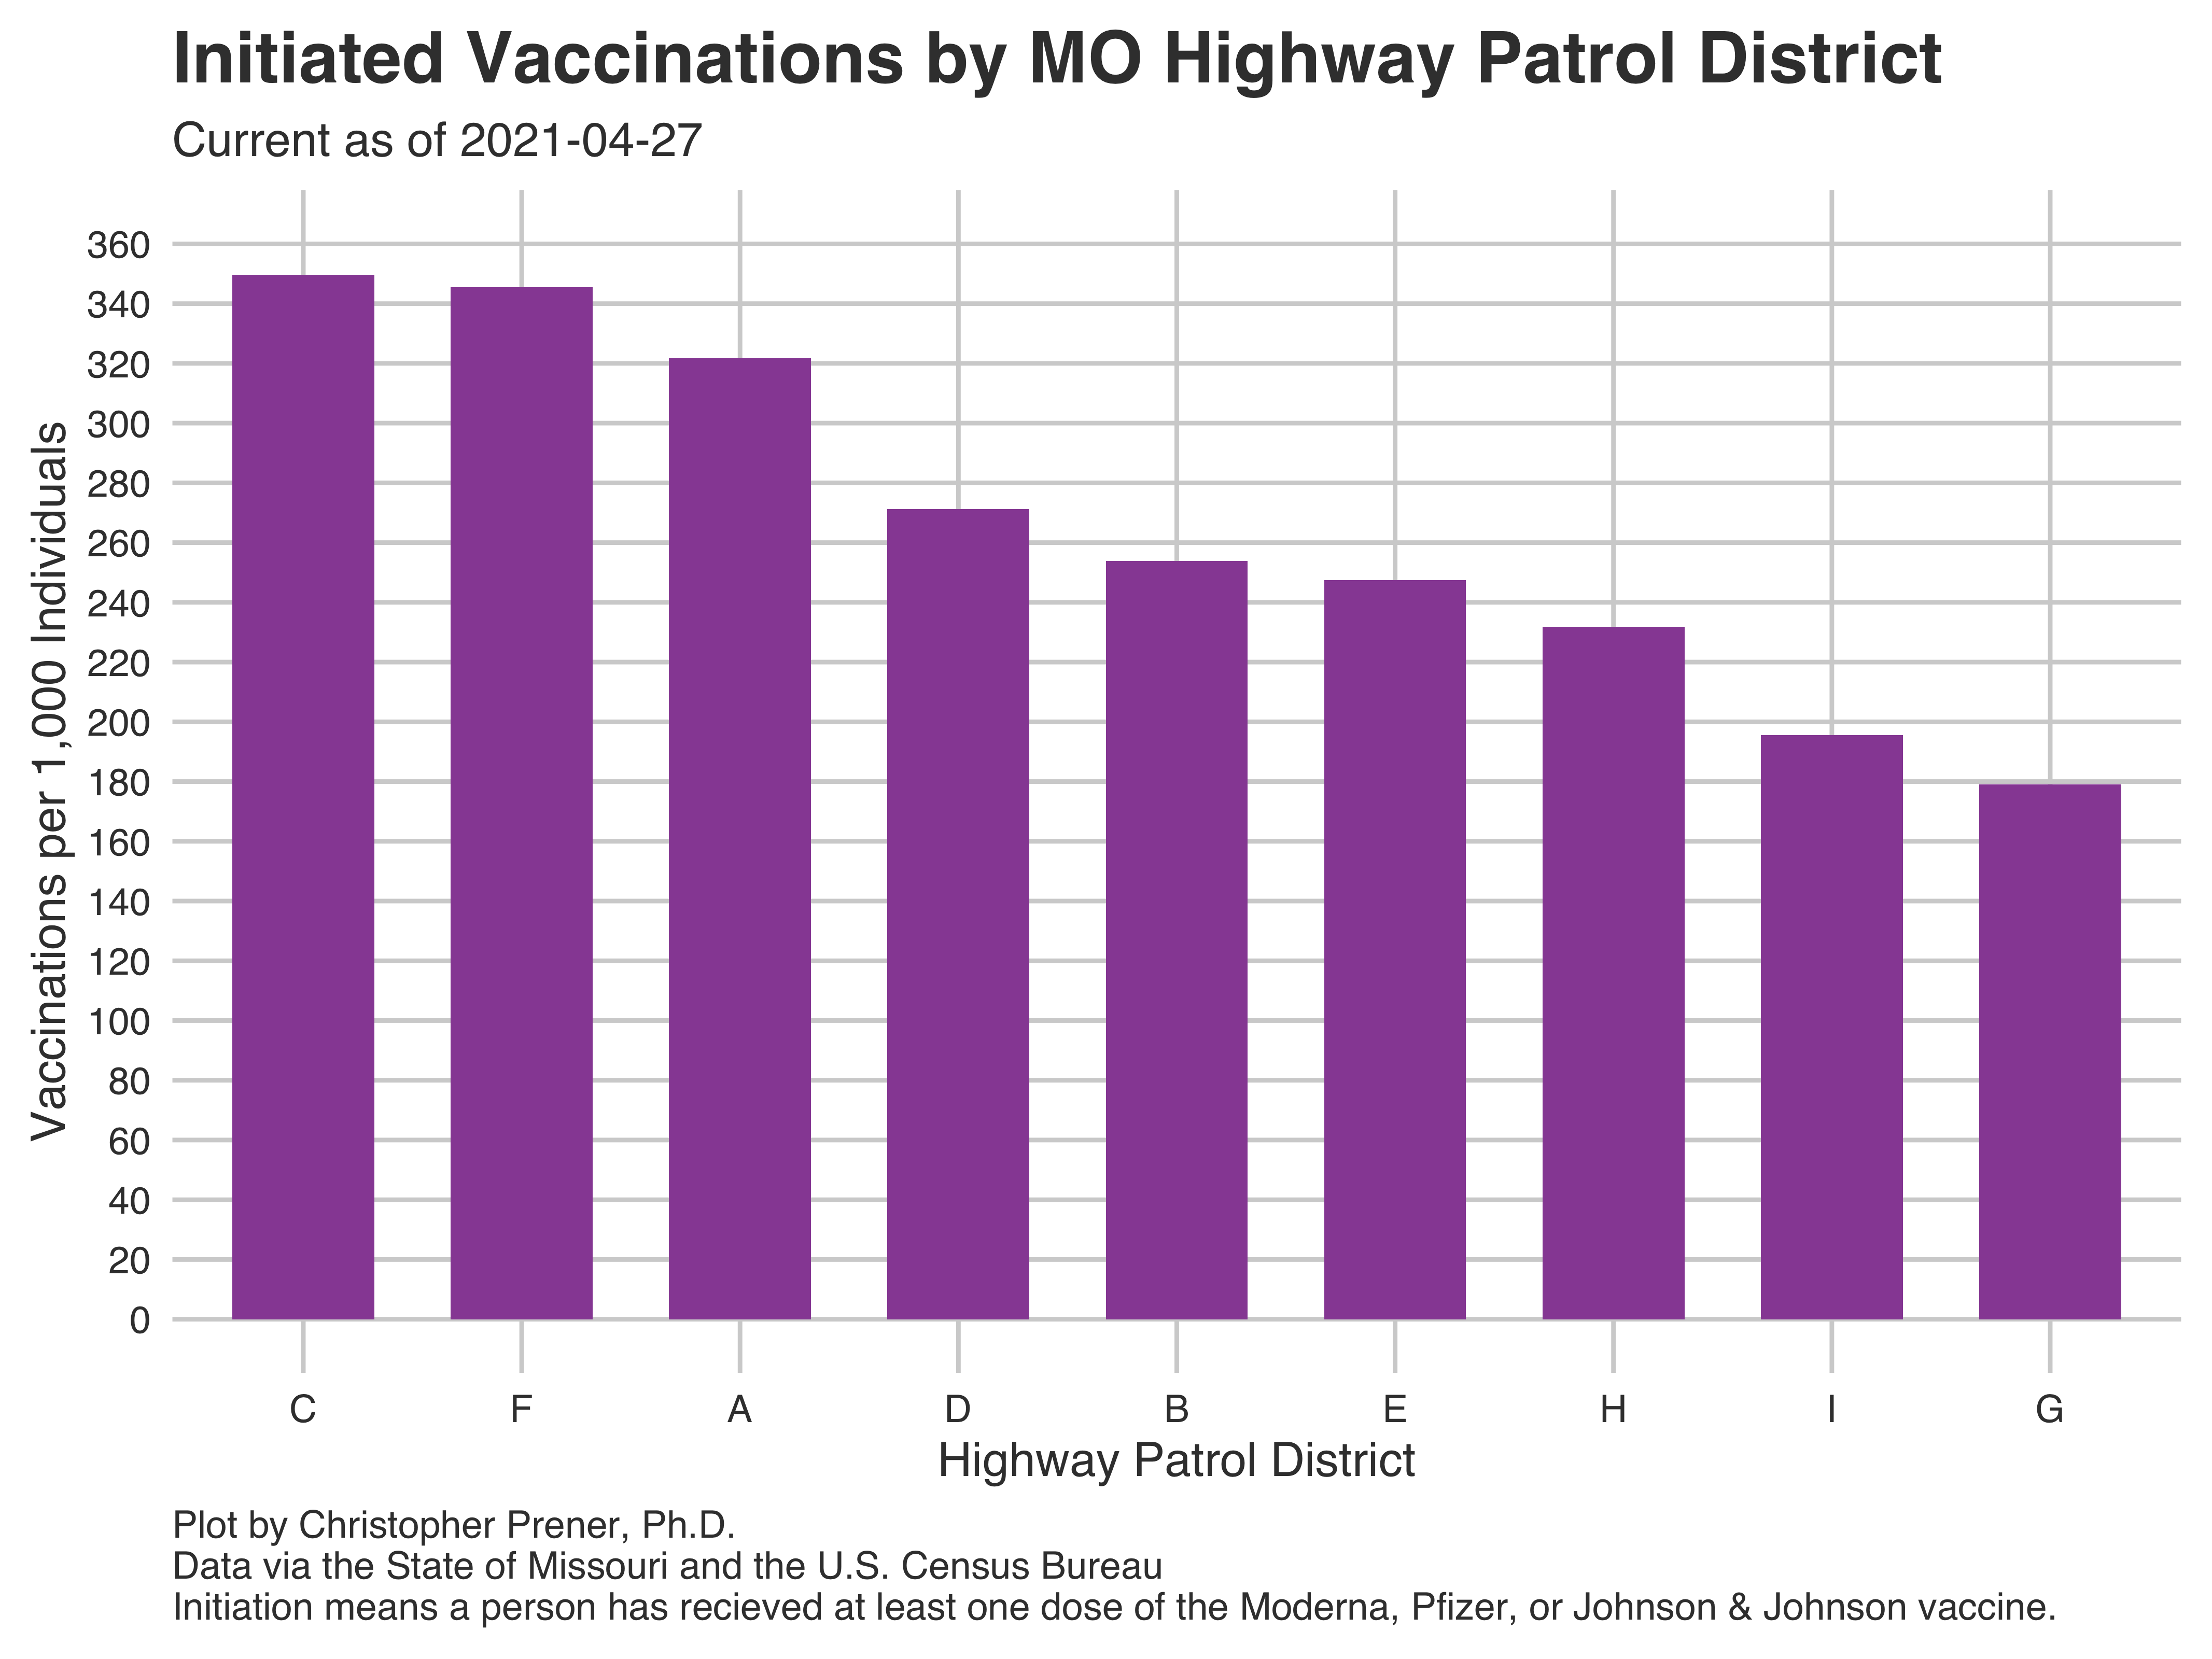 Initiated Vaccinations by MO Highway Patrol District
Current as of 2021-04-27
Vaccinations per 1,000 Individuals
360
340
320
300
280
260
240
220
200
180
160
140
120
100
80
60
40
20
0
C F A D B E H I G
Highway Patrol District
Plot by Christopher Prener, Ph.D.
Data via the State of Missouri and the U.S. Census Bureau
Initiation means a person has recieved at least one dose of the Moderna, Pfizer, or Johnson & Johnson vaccine.